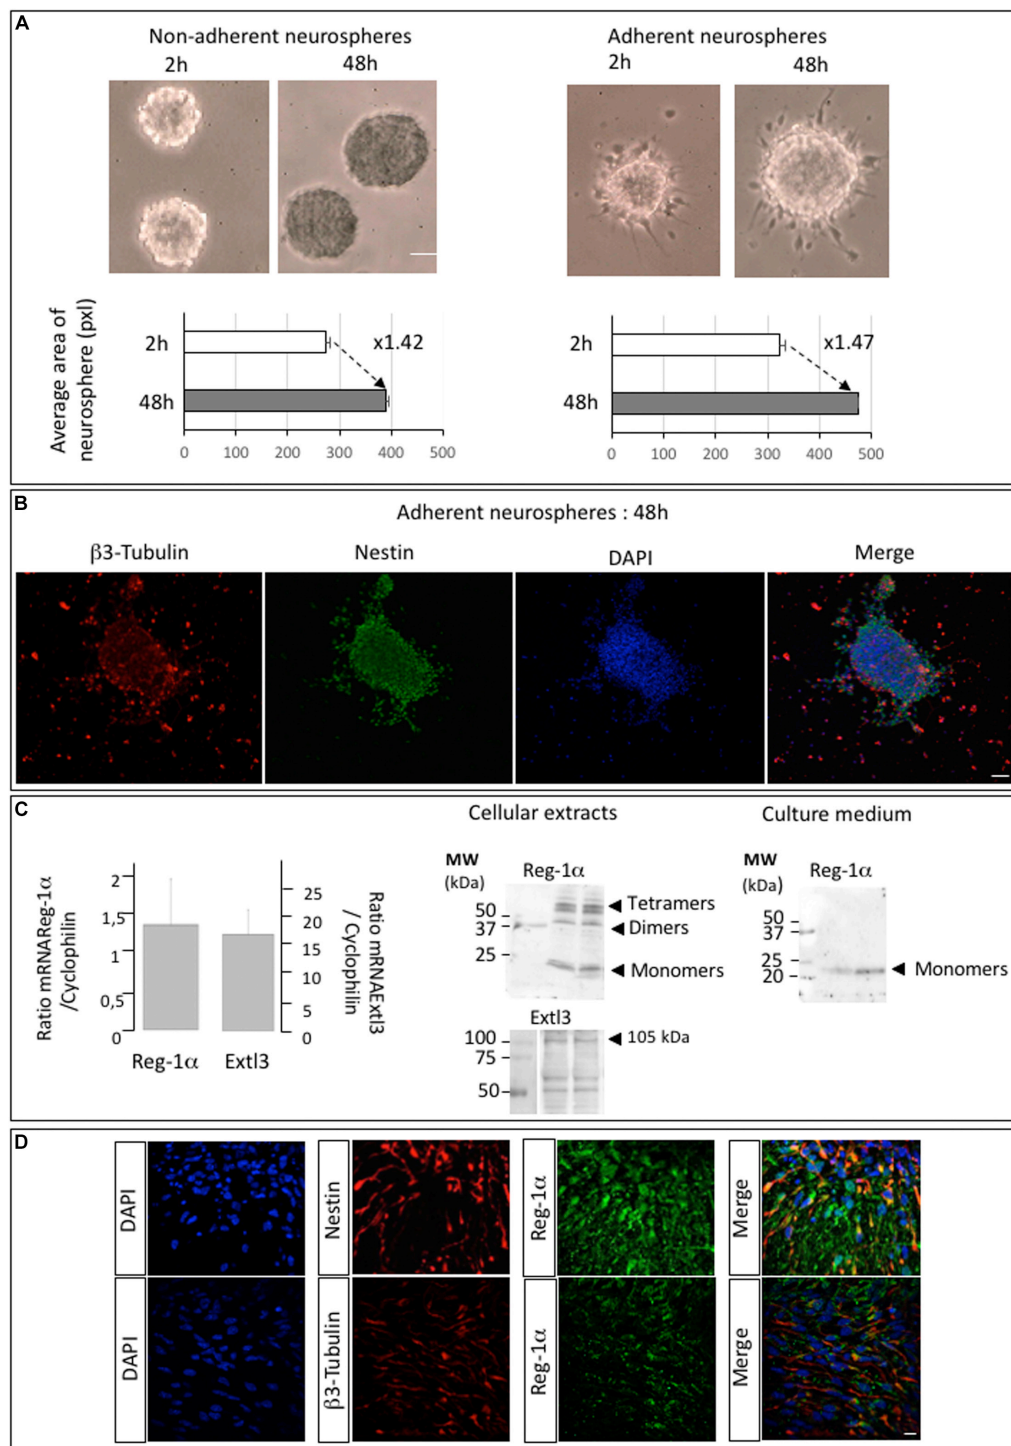 A
Non-adherent neurospheres
2h 48h
Adherent neurospheres
2h 48h
Average area of
neurosphere (pxl)
2h
x1.42
48h
0 100 200 300 400 500
2h
x1.47
48h
0 100 200 300 400 500
B
Adherent neurospheres : 48h
β3-Tubulin Nestin DAPI Merge
C
Ratio mRNAReg-1α
/Cyclophilin
2
1,5
1
0,5
0
Reg-1α Extl3
25
20
15
10
5
0
Ratio mRNAExtl3
/ Cyclophilin
Cellular extracts
MW
(kDa)
Reg-1α
50
37
25
Tetramers
Dimers
Monomers
Extl3
100
75
50
105 kDa
Culture medium
MW
(kDa)
Reg-1α
50
37
25
20
Monomers
D
DAPI Nestin Reg-1α Merge
DAPI β3-Tubulin Reg-1α Merge